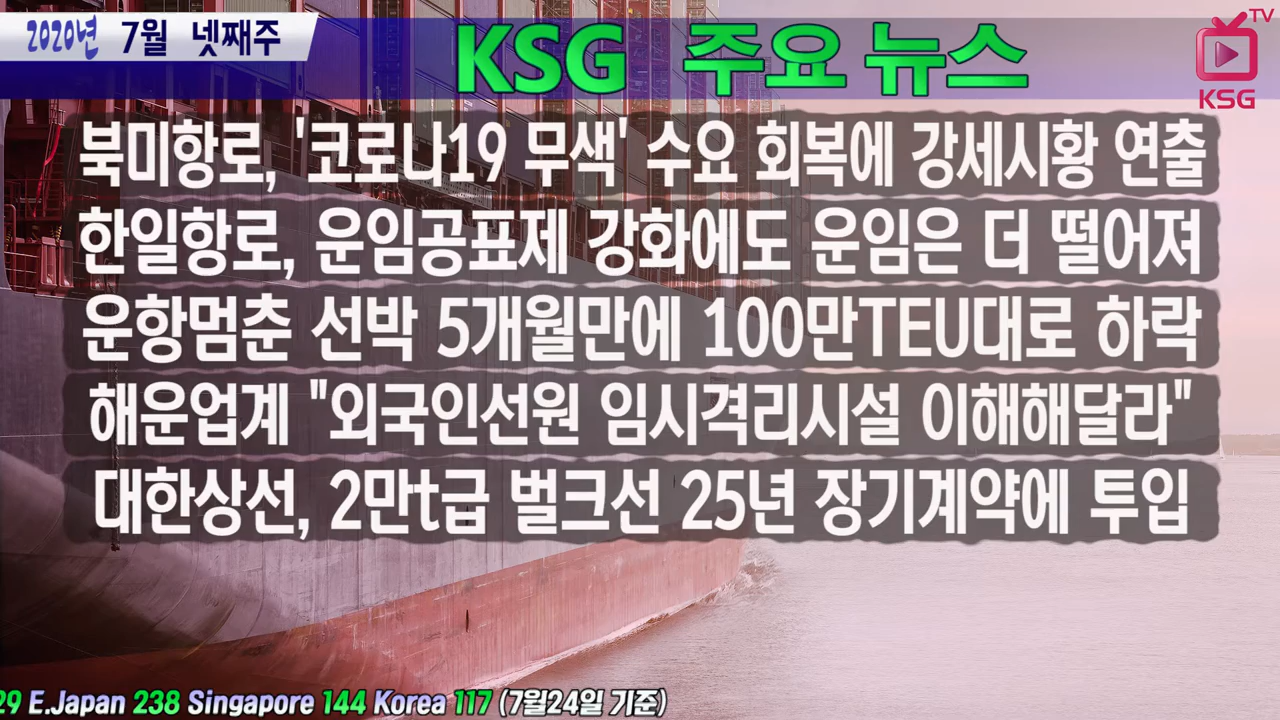 2020년 7월 넷째주
KSG 주요 뉴스
TV
KSG
북미항로, '코로나19 무색' 수요 회복에 강세시황 연출
한일항로, 운임공표제 강화에도 운임은 더 떨어져
운항멈춘 선박 5개월만에 100만TEU대로 하락
해운업계 "외국인선원 임시격리시설 이해해달라"
대한상선, 2만t급 벌크선 25년 장기계약에 투입
29 E.Japan 238 Singapore 144 Korea 117 (7월24일 기준)